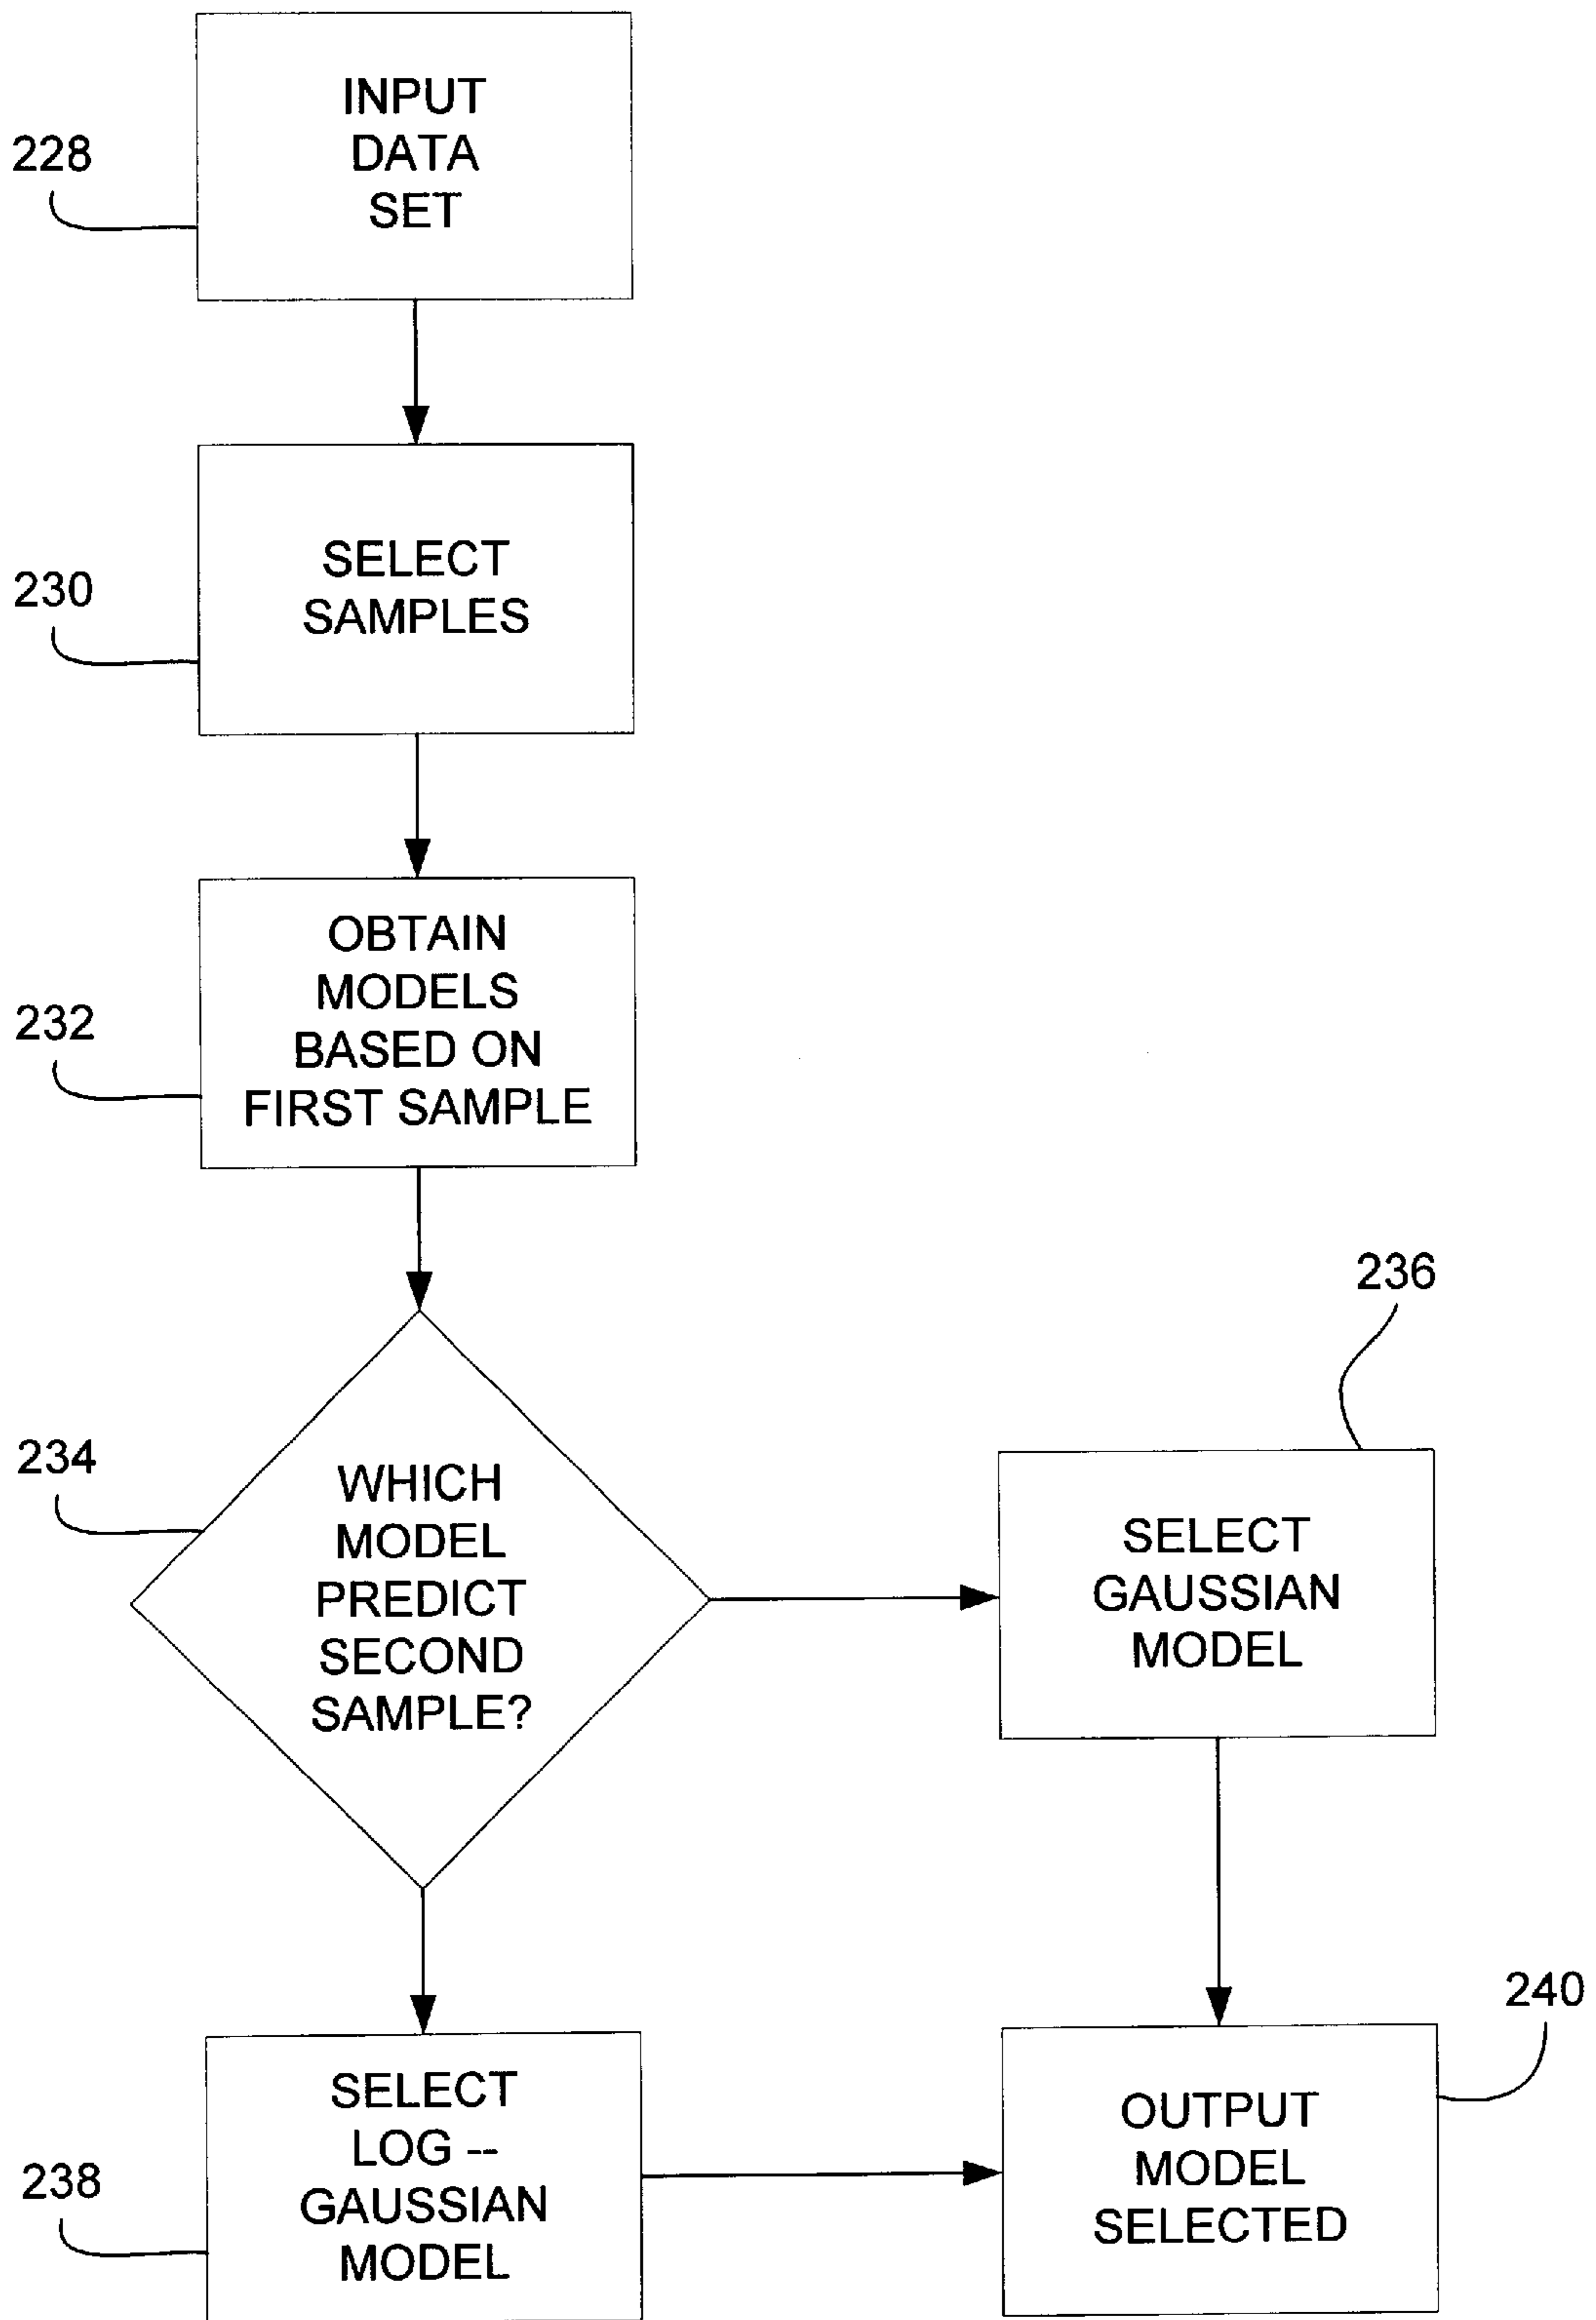 INPUT
DATA
SET
228
SELECT
SAMPLES
230
OBTAIN
MODELS
BASED ON
FIRST SAMPLE
232
WHICH
MODEL
PREDICT
SECOND
SAMPLE?
234
236
SELECT
GAUSSIAN
MODEL
SELECT
LOG --
GAUSSIAN
MODEL
238
240
OUTPUT
MODEL
SELECTED